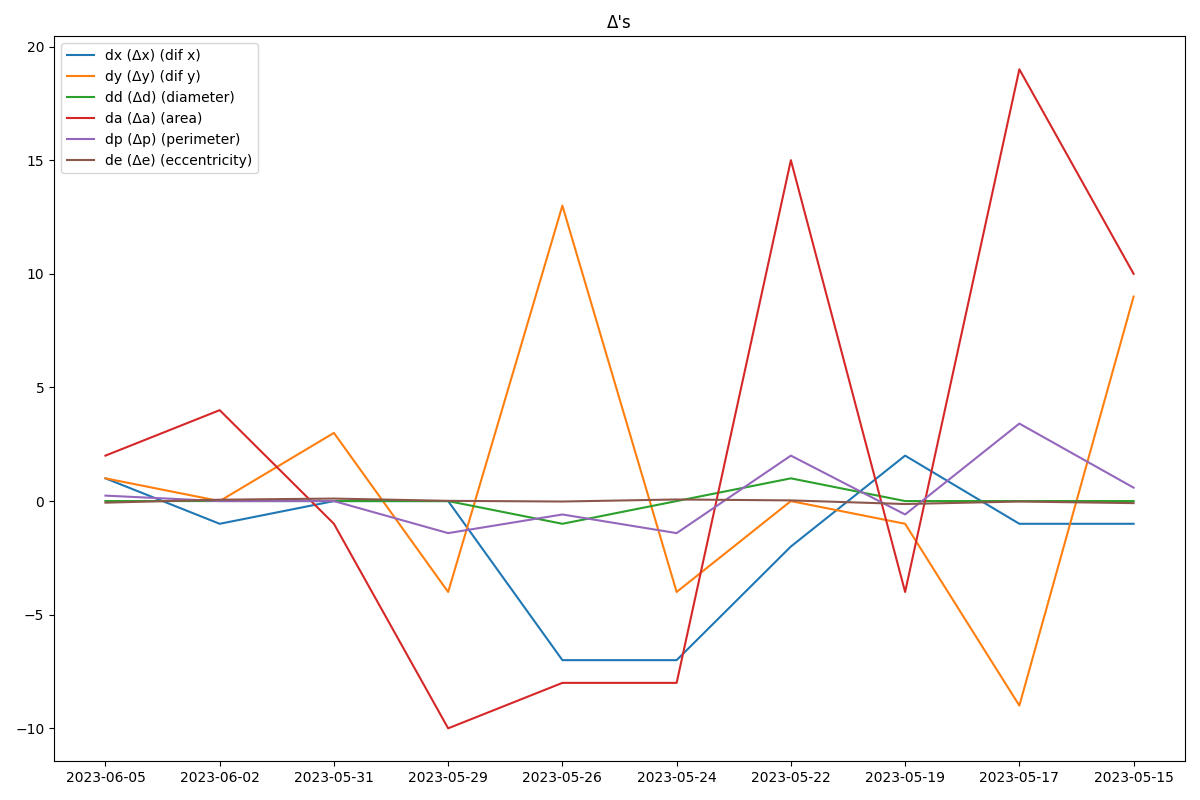 Δ's
dx (Δx) (dif x)
dy (Δy) (dif y)
dd (Δd) (diameter)
da (Δa) (area)
dp (Δp) (perimeter)
de (Δe) (eccentricity)
20
15
10
5
0
−5
−10
2023-06-05 2023-06-02 2023-05-31 2023-05-29 2023-05-26 2023-05-24 2023-05-22 2023-05-19 2023-05-17 2023-05-15